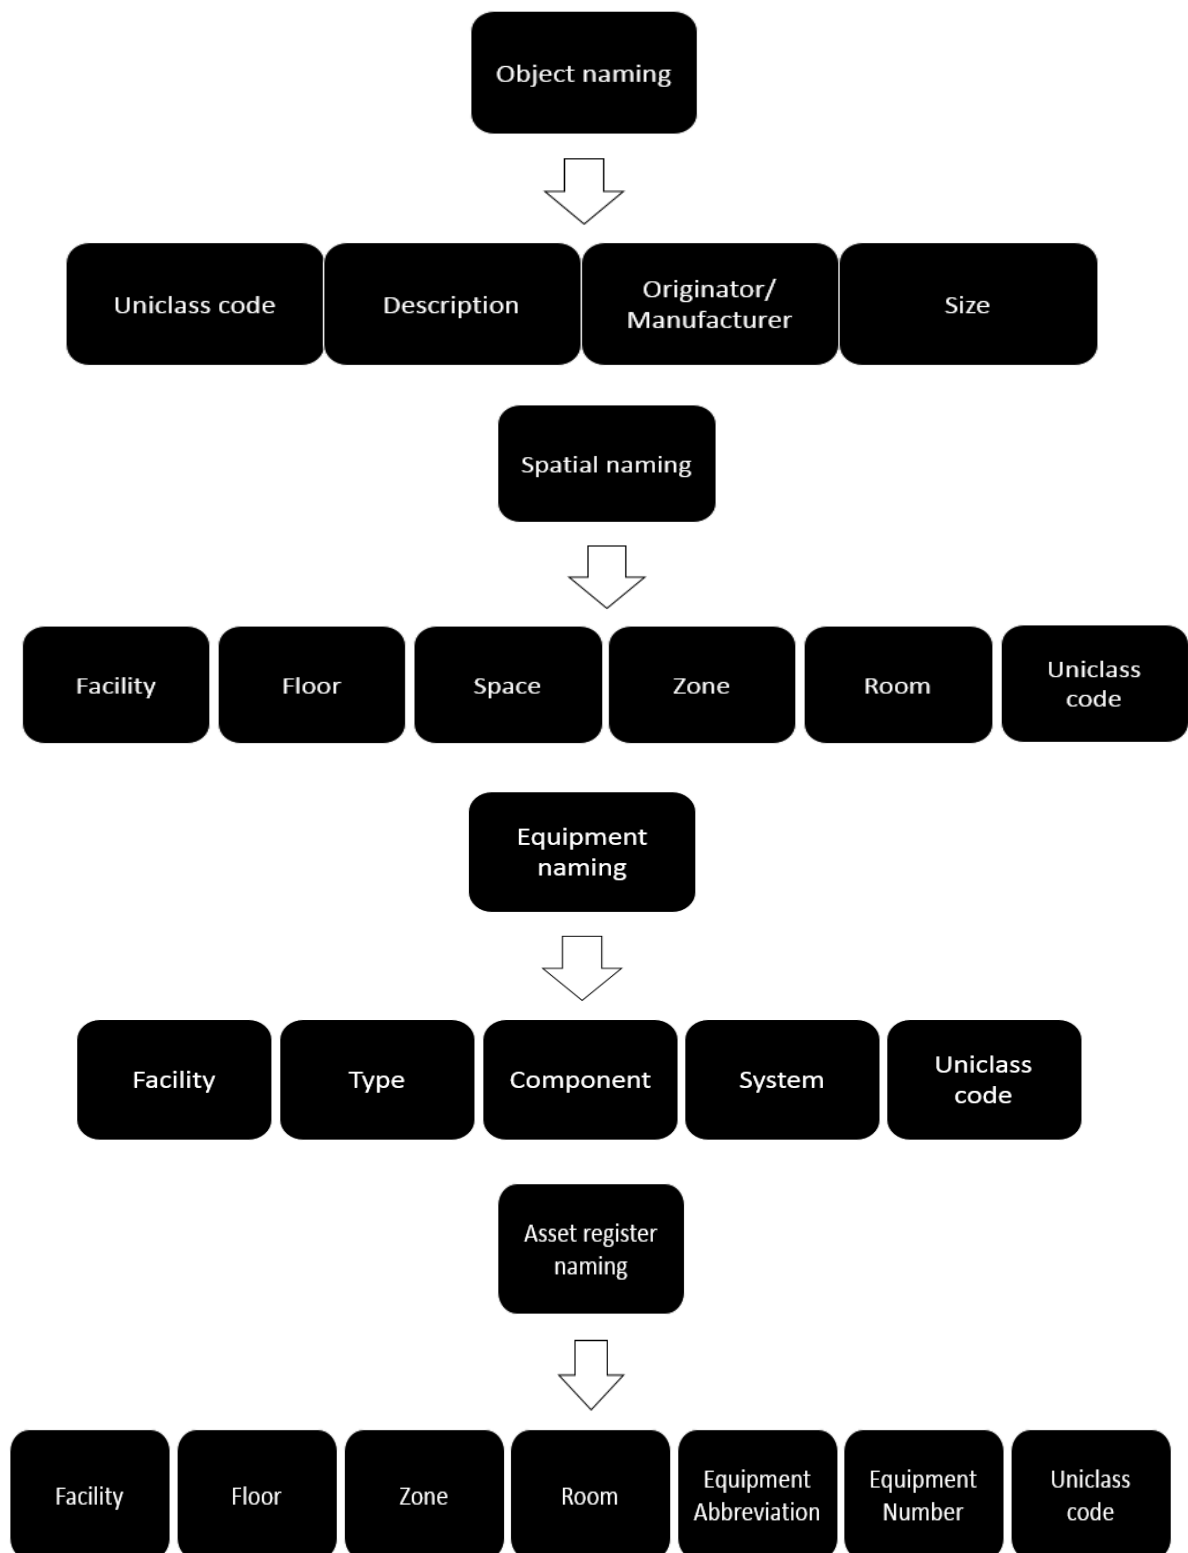 Object naming
Uniclass code
Description
Originator/
Manufacturer
Size
Spatial naming
Facility
Floor
Space
Zone
Room
Uniclass
code
Equipment
naming
Facility
Type
Component
System
Uniclass
code
Asset register
naming
Facility
Floor
Zone
Room
Equipment
Abbreviation
Equipment
Number
Uniclass
code